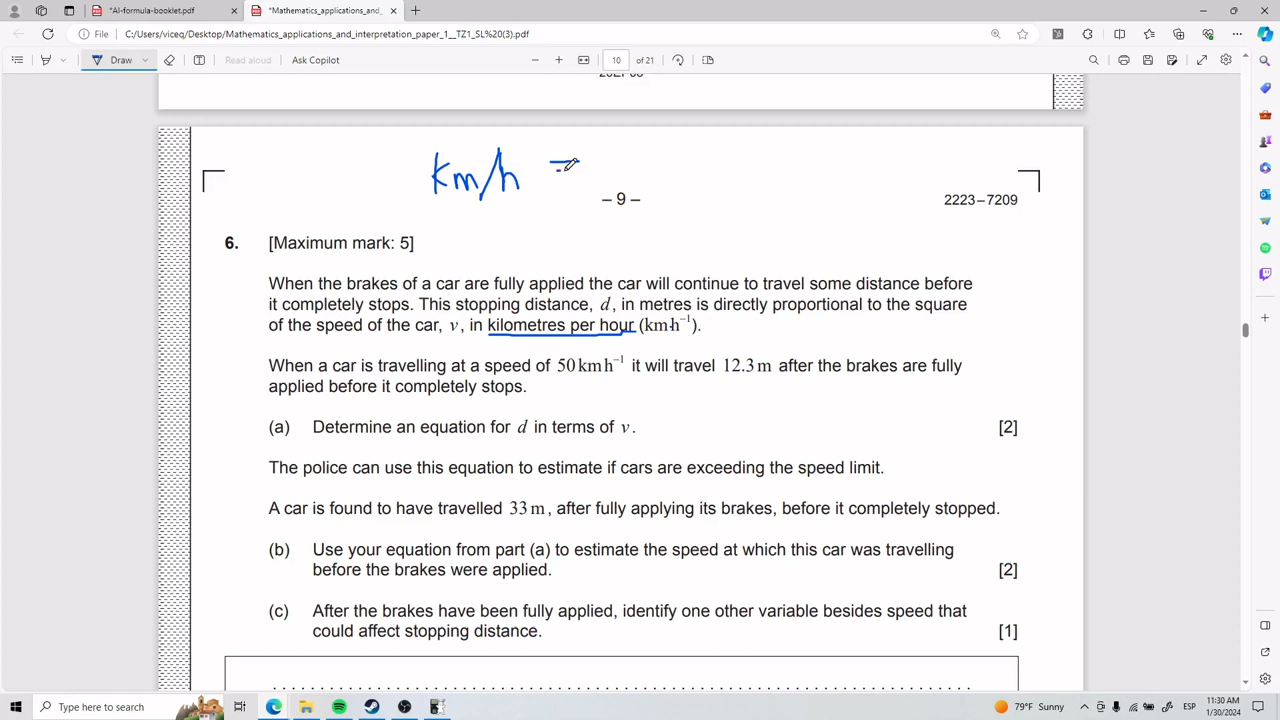 "AI-formula-booklet.pdf
"Mathematics_applications_and_
File
C:/Users/viceq/Desktop/Mathematics_applications_and_interpretation_paper_1__TZ1_SL%20(3).pdf
Draw
Read aloud
Ask Copilot
10 of 21
km/h =
– 9 –
2223–7209
6. [Maximum mark: 5]
When the brakes of a car are fully applied the car will continue to travel some distance before
it completely stops. This stopping distance, d, in metres is directly proportional to the square
of the speed of the car, v, in kilometres per hour (km h⁻¹).
When a car is travelling at a speed of 50 km h⁻¹ it will travel 12.3 m after the brakes are fully
applied before it completely stops.
(a) Determine an equation for d in terms of v. [2]
The police can use this equation to estimate if cars are exceeding the speed limit.
A car is found to have travelled 33 m, after fully applying its brakes, before it completely stopped.
(b) Use your equation from part (a) to estimate the speed at which this car was travelling
before the brakes were applied. [2]
(c) After the brakes have been fully applied, identify one other variable besides speed that
could affect stopping distance. [1]
Type here to search
79°F Sunny
ESP
11:30 AM
1/30/2024